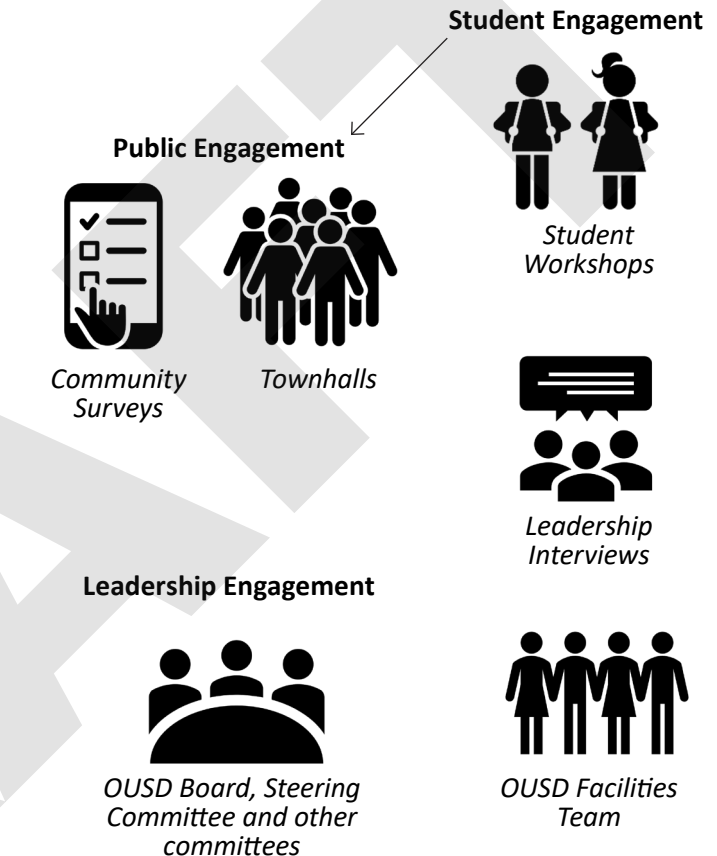 Student Engagement
Public Engagement
Student
Workshops
Community
Surveys
Townhalls
Leadership
Interviews
Leadership Engagement
OUSD Board, Steering
Committee and other
committees
OUSD Facilities
Team